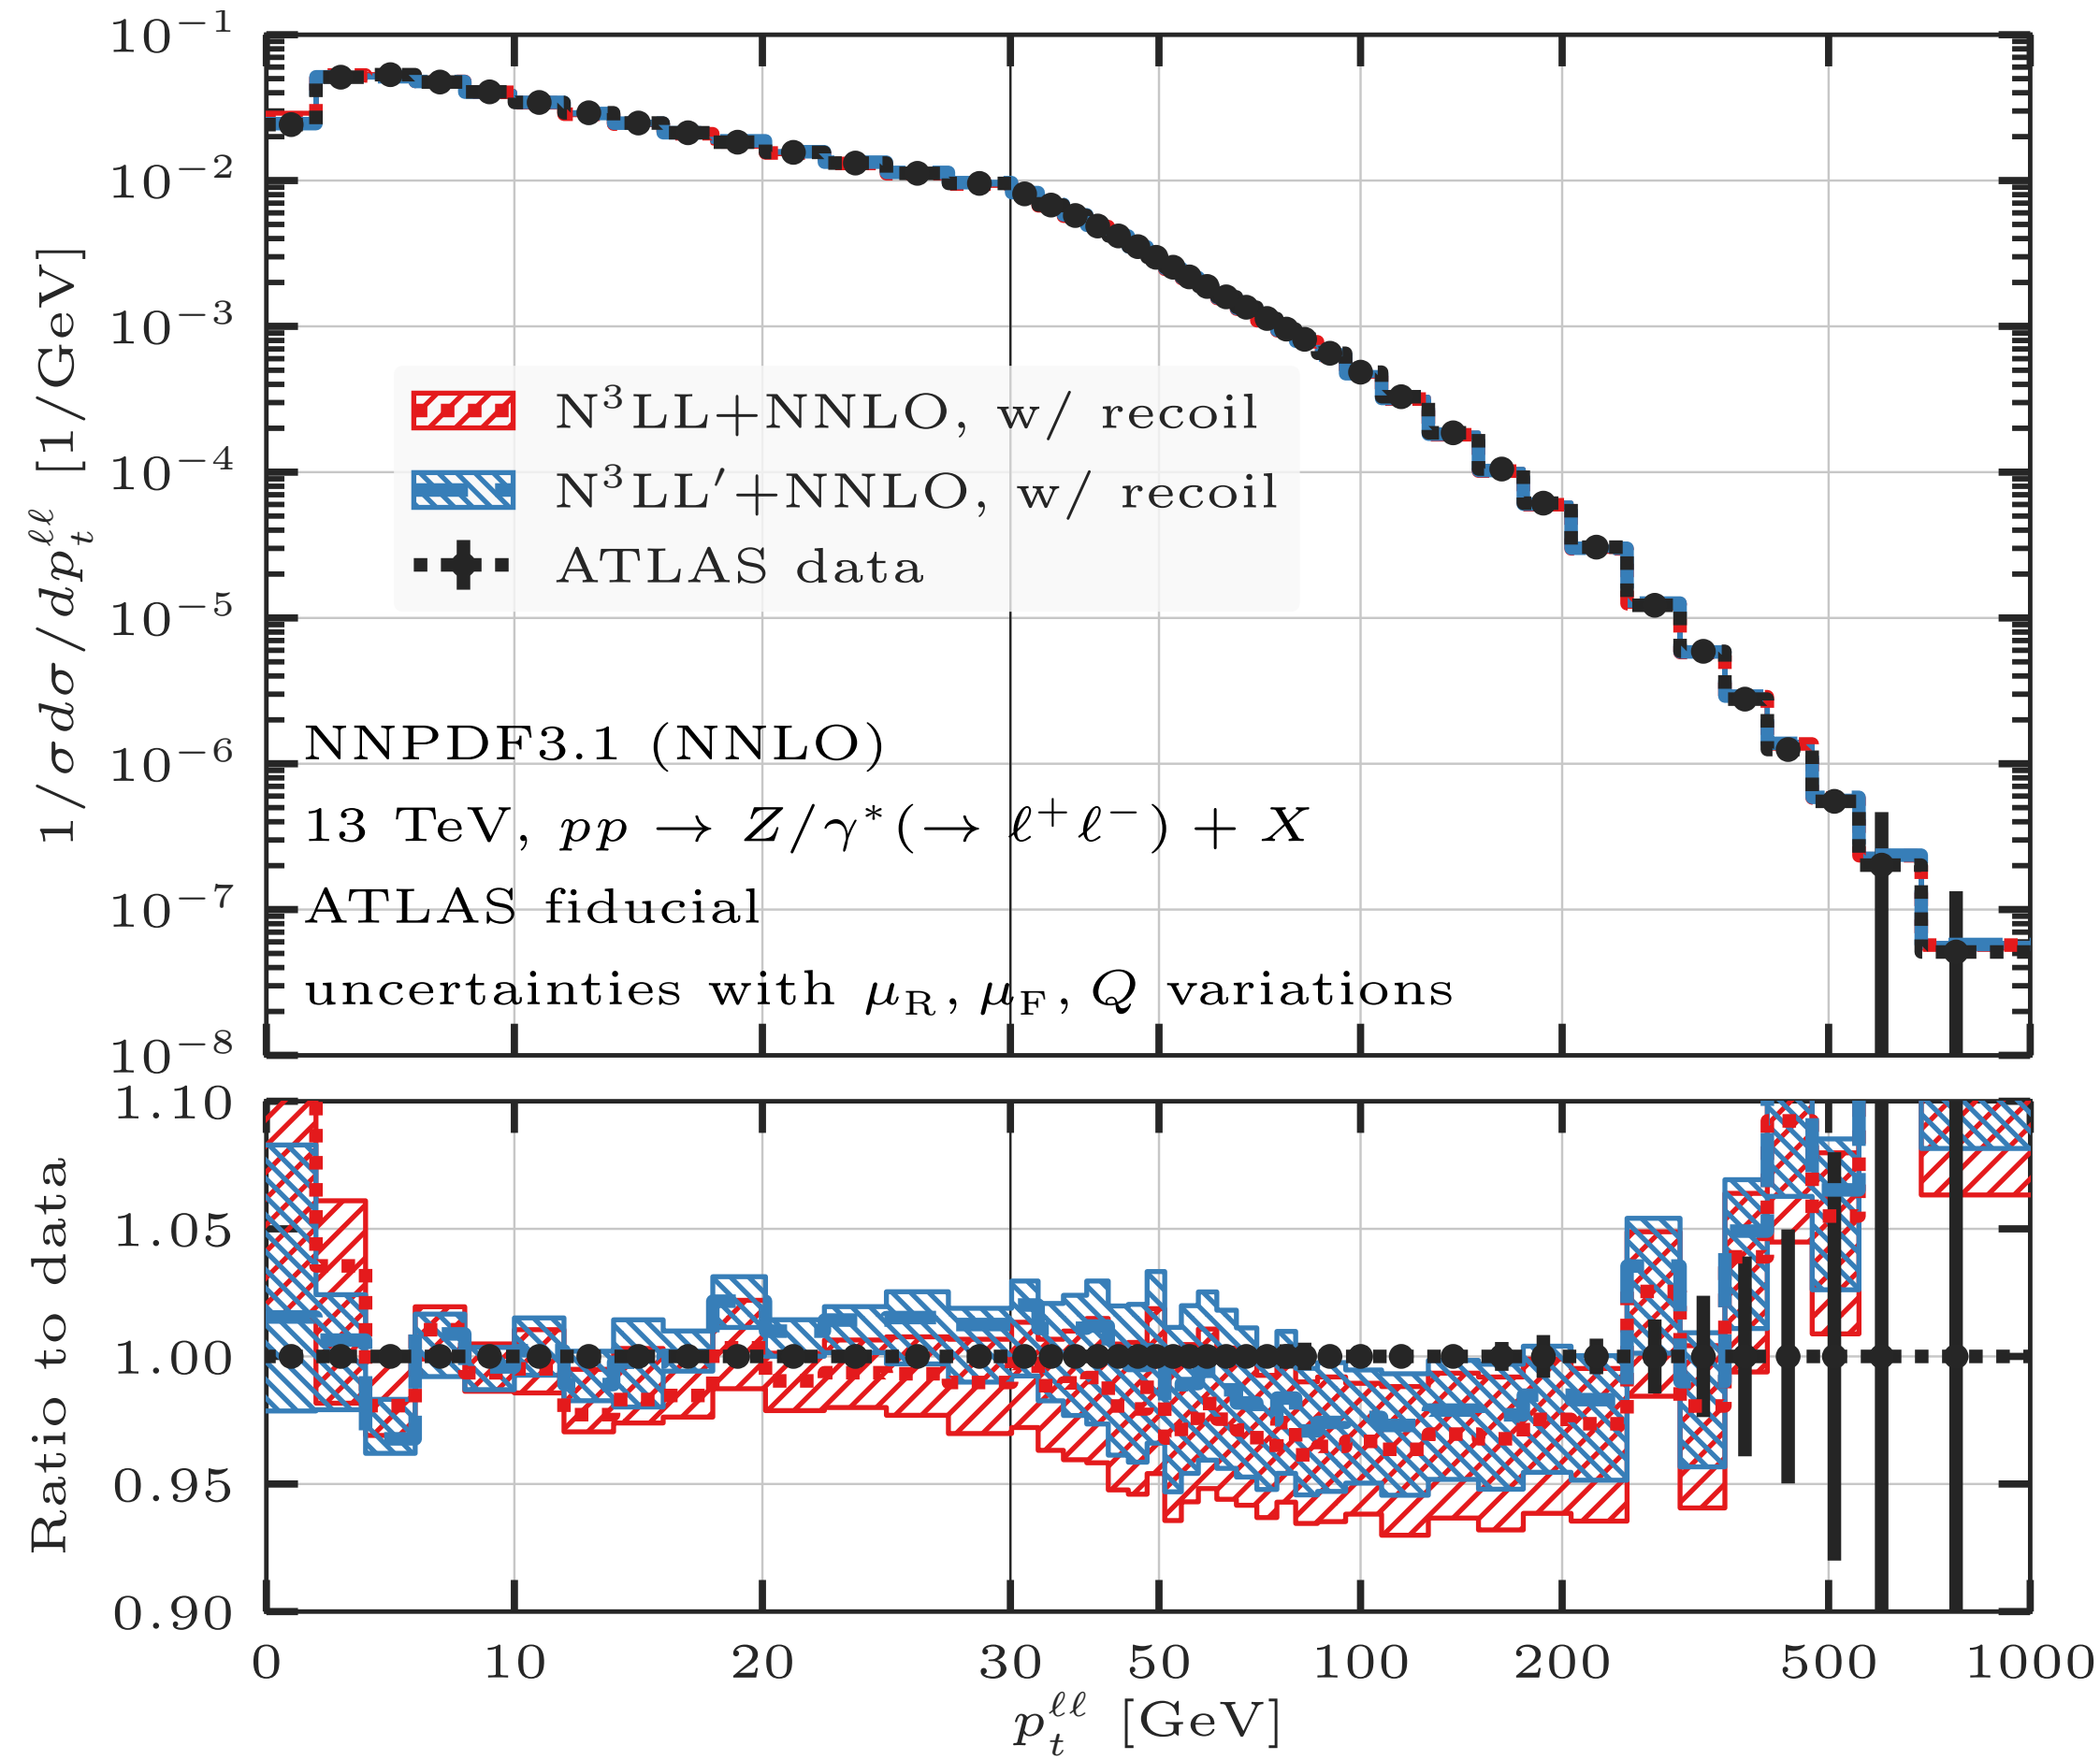 10⁻¹
10⁻²
10⁻³
10⁻⁴
10⁻⁵
10⁻⁶
10⁻⁷
10⁻⁸
1/σ dσ/dp_t^ℓℓ [1/GeV]
N³LL+NNLO, w/ recoil
N³LL′+NNLO, w/ recoil
ATLAS data
NNPDF3.1 (NNLO)
13 TeV, pp → Z/γ*(→ ℓ⁺ℓ⁻) + X
ATLAS fiducial
uncertainties with μ_R, μ_F, Q variations
1.10
1.05
1.00
0.95
0.90
Ratio to data
0 10 20 30 50 100 200 500 1000
p_t^ℓℓ [GeV]